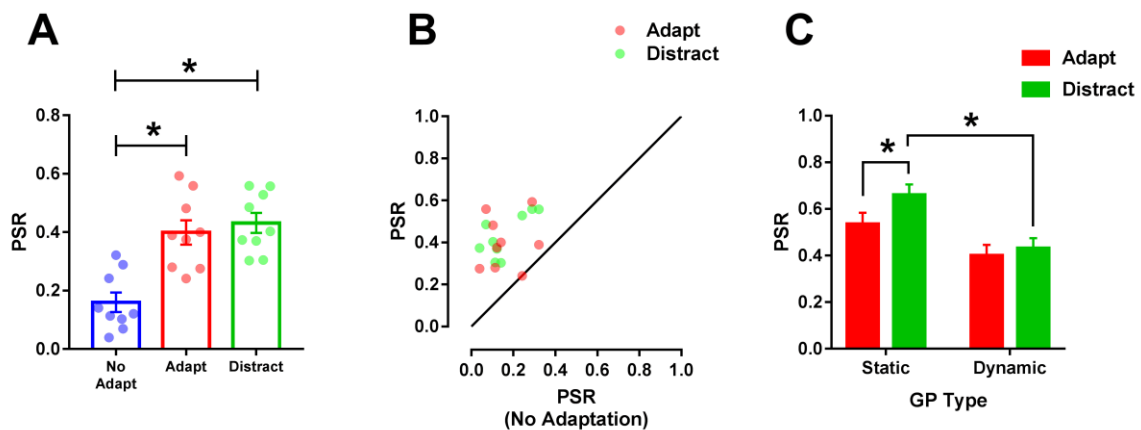 A
*
*
PSR
0.8
0.6
0.4
0.2
0.0
No
Adapt
Adapt
Distract
B
Adapt
Distract
PSR
1.0
0.8
0.6
0.4
0.2
0.0
0.0 0.2 0.4 0.6 0.8 1.0
PSR
(No Adaptation)
C
Adapt
Distract
*
*
PSR
1.0
0.8
0.6
0.4
0.2
0.0
Static Dynamic
GP Type